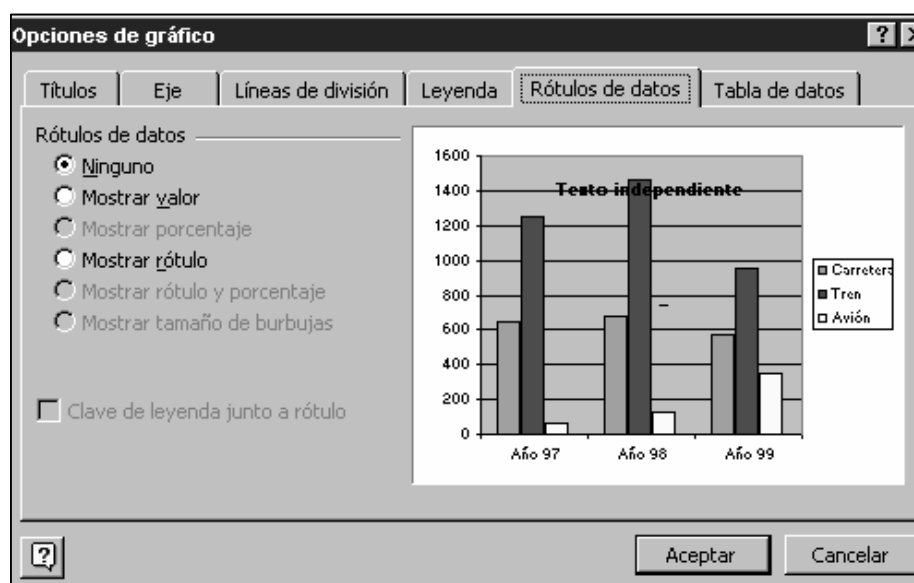 Opciones de gráfico
Títulos Eje Líneas de división Leyenda Rótulos de datos Tabla de datos
Rótulos de datos
Ninguno
Mostrar valor
Mostrar porcentaje
Mostrar rótulo
Mostrar rótulo y porcentaje
Mostrar tamaño de burbujas
Clave de leyenda junto a rótulo
1600
1400
1200
1000
800
600
400
200
0
Texto independiente
Año 97 Año 98 Año 99
Carretera
Tren
Avión
Aceptar Cancelar